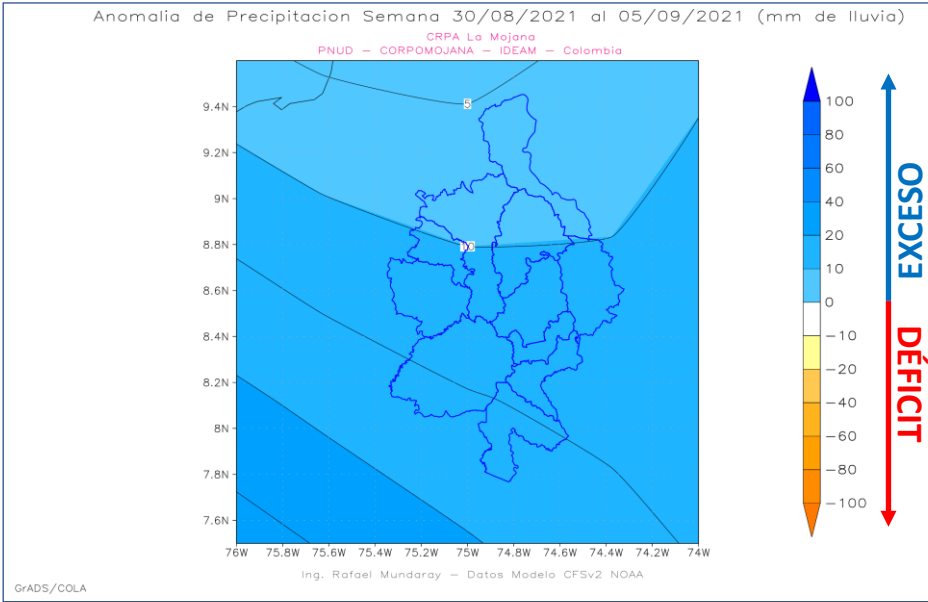 Anomalia de Precipitacion Semana 30/08/2021 al 05/09/2021 (mm de lluvia)
CRPA La Mojana
PNUD – CORPOMOJANA – IDEAM – Colombia
9.4N
9.2N
9N
8.8N
8.6N
8.4N
8.2N
8N
7.8N
7.6N
5
10
76W 75.8W 75.6W 75.4W 75.2W 75W 74.8W 74.6W 74.4W 74.2W 74W
100
80
60
40
20
10
0
−10
−20
−40
−60
−80
−100
EXCESO
DÉFICIT
Ing. Rafael Mundaray – Datos Modelo CFSv2 NOAA
GrADS/COLA